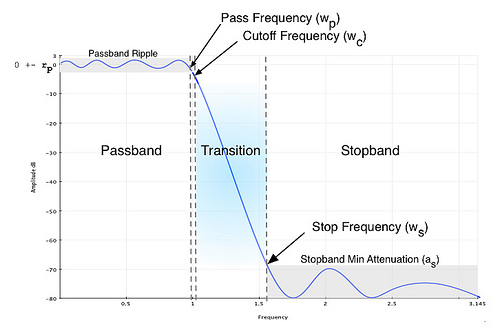 Pass Frequency (wp)
Cutoff Frequency (wc)
Passband Ripple
3
0 +- rp 0
-10
-20
Passband Transition Stopband
-30
Amplitude dB
-40
-50
Stop Frequency (ws)
-60
Stopband Min Attenuation (as)
-70
-80
0.5 1 1.5 2 2.5 3.145
Frequency